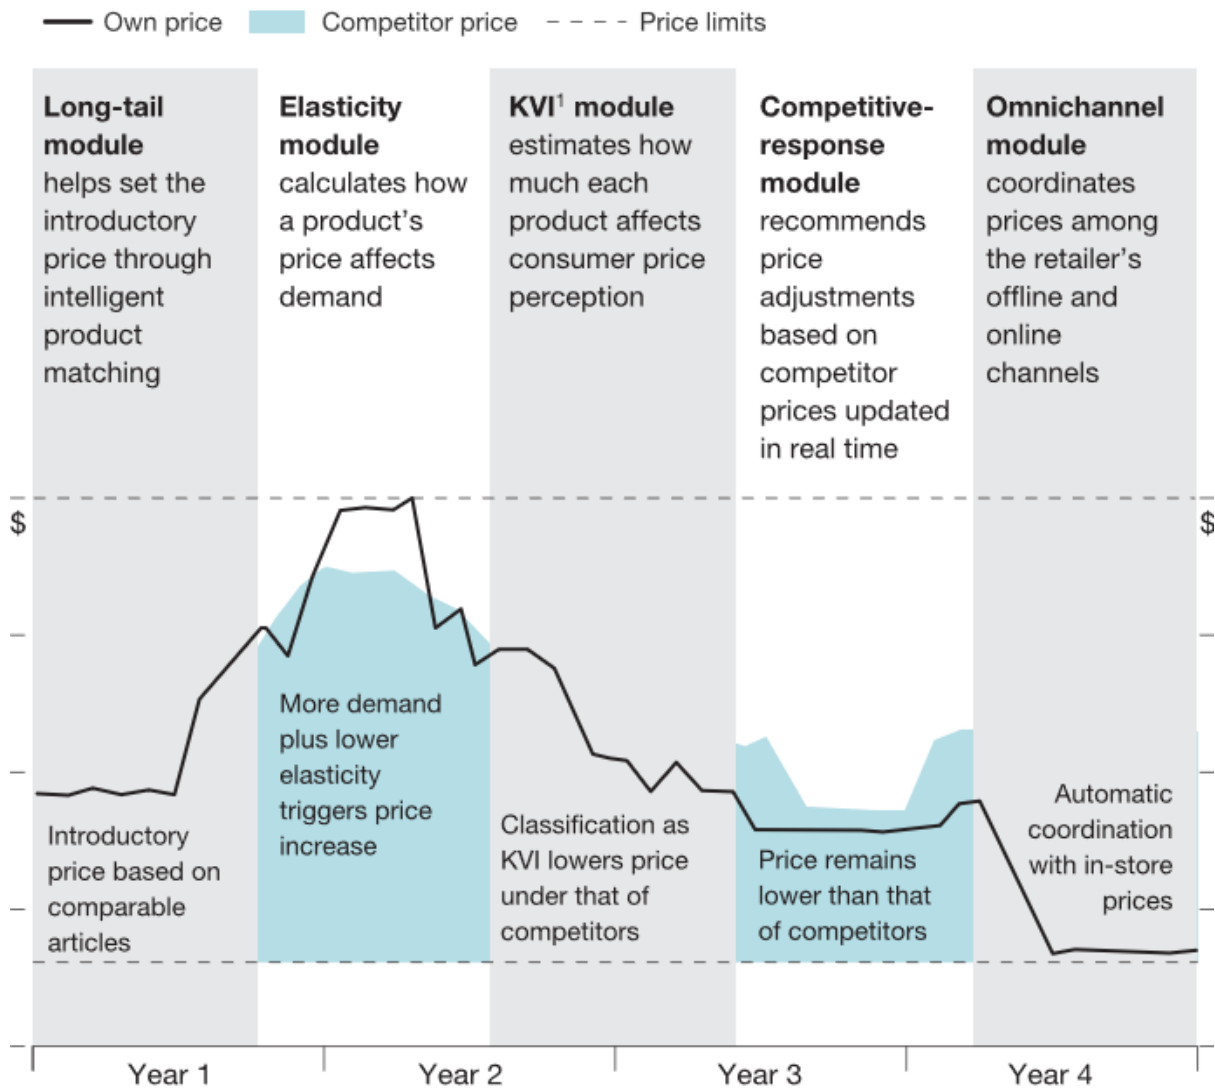 Own price
Competitor price
Price limits
Long-tail
module
helps set the
introductory
price through
intelligent
product
matching
Elasticity
module
calculates how
a product’s
price affects
demand
KVI¹ module
estimates how
much each
product affects
consumer price
perception
Competitive-
response
module
recommends
price
adjustments
based on
competitor
prices updated
in real time
Omnichannel
module
coordinates
prices among
the retailer’s
offline and
online
channels
$
$
Introductory
price based on
comparable
articles
More demand
plus lower
elasticity
triggers price
increase
Classification as
KVI lowers price
under that of
competitors
Price remains
lower than that
of competitors
Automatic
coordination
with in-store
prices
Year 1
Year 2
Year 3
Year 4